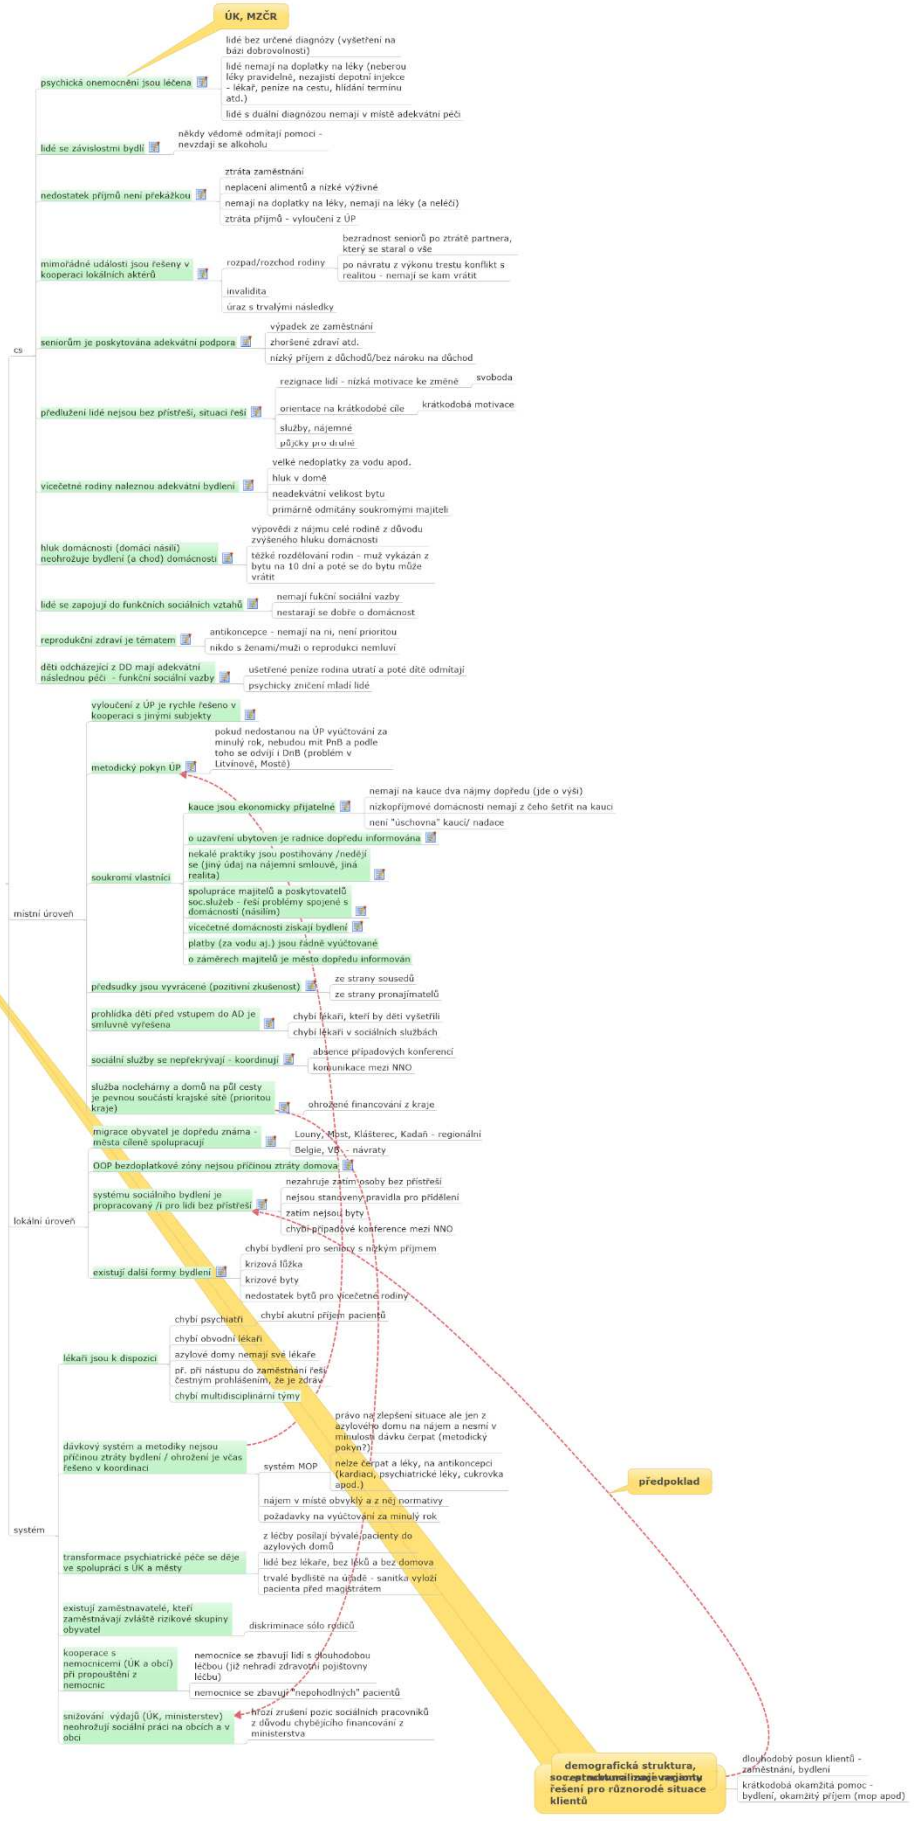 ÚK, MZČR
lidé bez určené diagnózy (vyšetření na
bázi dobrovolnosti)
psychická onemocnění jsou léčena
lidé nemají na doplatky na léky (neberou
léky pravidelně, nezajistí depotní injekce
- lékař, peníze na cestu, hlídání termínu
atd.)
lidé s duální diagnózou nemají v místě adekvátní péči
lidé se závislostmi bydlí
někdy vědomě odmítají pomoci -
nevzdají se alkoholu
nedostatek příjmů není překážkou
ztráta zaměstnání
neplacení alimentů a nízké výživné
nemají na doplatky na léky, nemají na léky (a neléčí)
ztráta příjmů - vyloučení z ÚP
mimořádné události jsou řešeny v
kooperaci lokálních aktérů
rozpad/rozchod rodiny
bezradnost seniorů po ztrátě partnera,
který se staral o vše
po návratu z výkonu trestu konflikt s
realitou - nemají se kam vrátit
invalidita
úraz s trvalými následky
cs
seniorům je poskytována adekvátní podpora
výpadek ze zaměstnání
zhoršené zdraví atd.
nízký příjem z důchodů/bez nároku na důchod
předlužení lidé nejsou bez přístřeší, situaci řeší
rezignace lidí - nízká motivace ke změně
svoboda
orientace na krátkodobé cíle
krátkodobá motivace
služby, nájemné
půjčky pro druhé
vícečetné rodiny naleznou adekvátní bydlení
velké nedoplatky za vodu apod.
hluk v domě
neadekvátní velikost bytu
primárně odmítány soukromými majiteli
hluk domácnosti (domácí násilí)
neohrožuje bydlení (a chod) domácnosti
výpovědi z nájmu celé rodině z důvodu
zvýšeného hluku domácnosti
těžké rozdělování rodin - muž vykázán z
bytu na 10 dní a poté se do bytu může
vrátit
lidé se zapojují do funkčních sociálních vztahů
nemají fukční sociální vazby
nestarají se dobře o domácnost
reprodukční zdraví je tématem
antikoncepce - nemají na ni, není prioritou
nikdo s ženami/muži o reprodukci nemluví
děti odcházející z DD mají adekvátní
následnou péči - funkční sociální vazby
ušetřené peníze rodina utratí a poté dítě odmítají
psychicky zničení mladí lidé
vyloučení z ÚP je rychle řešeno v
kooperaci s jinými subjekty
metodický pokyn ÚP
pokud nedostanou na ÚP vyúčtování za
minulý rok, nebudou mít PnB a podle
toho se odvíjí i DnB (problém v
Litvínově, Mostě)
soukromí vlastníci
kauce jsou ekonomicky přijatelné
nemají na kauce dva nájmy dopředu (jde o výši)
nízkopříjmové domácnosti nemají z čeho šetřit na kauci
není "úschovna" kaucí/ nadace
o uzavření ubytoven je radnice dopředu informována
nekalé praktiky jsou postihovány /nedějí
se (jiný údaj na nájemní smlouvě, jiná
realita)
spolupráce majitelů a poskytovatelů
soc.služeb - řeší problémy spojené s
domácností (násilím)
vícečetné domácnosti získají bydlení
platby (za vodu aj.) jsou řádně vyúčtované
o záměrech majitelů je město dopředu informován
místní úroveň
předsudky jsou vyvrácené (pozitivní zkušenost)
ze strany sousedů
ze strany pronajímatelů
prohlídka dětí před vstupem do AD je
smluvně vyřešena
chybí lékaři, kteří by děti vyšetřili
chybí lékaři v sociálních službách
sociální služby se nepřekrývají - koordinují
absence případových konferencí
komunikace mezi NNO
služba noclehárny a domů na půl cesty
je pevnou součástí krajské sítě (prioritou
kraje)
ohrožené financování z kraje
migrace obyvatel je dopředu známa -
města cíleně spolupracují
Louny, Most, Klášterec, Kadaň - regionální
Belgie, VB - návraty
OOP bezdoplatkové zóny nejsou příčinou ztráty domova
lokální úroveň
systému sociálního bydlení je
propracovaný /i pro lidi bez přístřeší
nezahruje zatím osoby bez přístřeší
nejsou stanoveny pravidla pro přidělení
zatím nejsou byty
chybí případové konference mezi NNO
existují další formy bydlení
chybí bydlení pro seniory s nízkým příjmem
krizová lůžka
krizové byty
nedostatek bytů pro vícečetné rodiny
lékaři jsou k dispozici
chybí psychiatři
chybí akutní příjem pacientů
chybí obvodní lékaři
azylové domy nemají své lékaře
př. při nástupu do zaměstnání řeší
čestným prohlášením, že je zdráv
chybí multidisciplinární týmy
dávkový systém a metodiky nejsou
příčinou ztráty bydlení / ohrožení je včas
řešeno v koordinaci
systém MOP
právo na zlepšení situace ale jen z
azylového domu na nájem a nesmí v
minulosti dávku čerpat (metodický
pokyn?)
nelze čerpat a léky, na antikoncepci
(kardiaci, psychiatrické léky, cukrovka
apod.)
nájem v místě obvyklý a z něj normativy
požadavky na vyúčtování za minulý rok
předpoklad
systém
transformace psychiatrické péče se děje
ve spolupráci s ÚK a městy
z léčby posílají bývalé pacienty do
azylových domů
lidé bez lékaře, bez léků a bez domova
trvalé bydliště na úřadě - sanitka vyloží
pacienta před magistrátem
existují zaměstnavatelé, kteří
zaměstnávají zvláště rizikové skupiny
obyvatel
diskriminace sólo rodičů
kooperace s
nemocnicemi (ÚK a obcí)
při propouštění z
nemocnic
nemocnice se zbavují lidí s dlouhodobou
léčbou (již nehradí zdravotní pojišťovny
léčbu)
nemocnice se zbavují "nepohodlných" pacientů
snižování výdajů (ÚK, ministerstev)
neohrožují sociální práci na obcích a v
obci
hrozí zrušení pozic sociálních pracovníků
z důvodu chybějícího financování z
ministerstva
demografická struktura,
řešení pro různorodé situace
klientů
dlouhodobý posun klientů -
zaměstnání, bydlení
krátkodobá okamžitá pomoc -
bydlení, okamžitý příjem (mop apod)